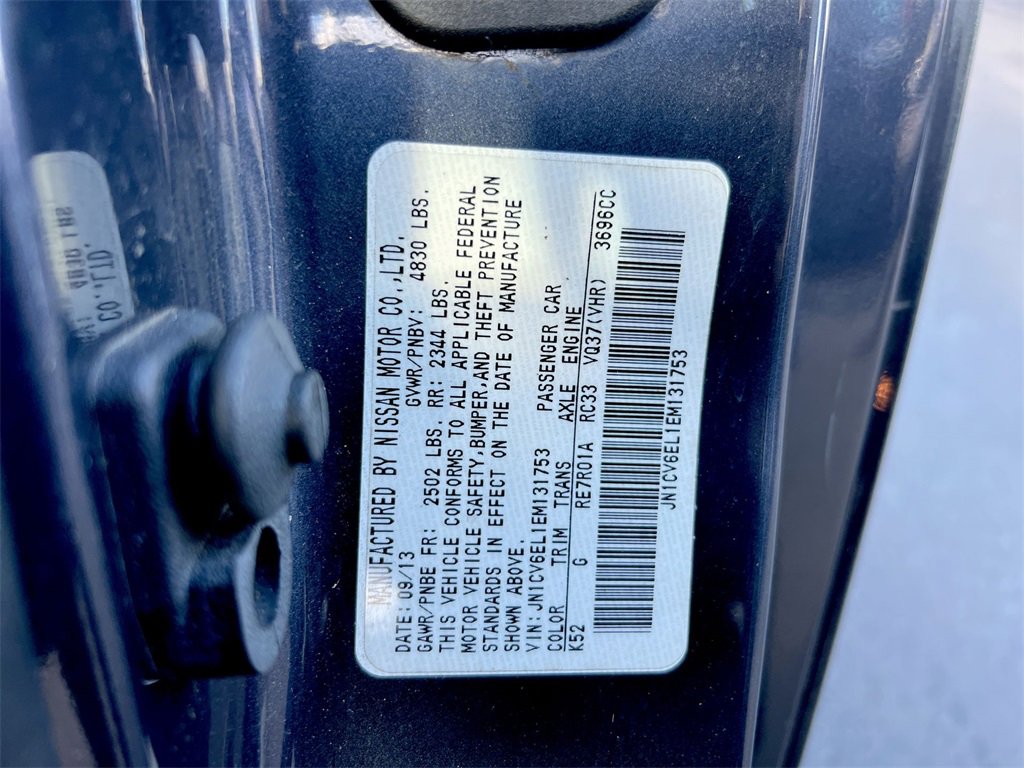 MANUFACTURED BY NISSAN MOTOR CO.,LTD.
DATE: 09/13 GVWR/PNBV: 4830 LBS.
GAWR/PNBE FR: 2502 LBS. RR: 2344 LBS.
THIS VEHICLE CONFORMS TO ALL APPLICABLE FEDERAL
MOTOR VEHICLE SAFETY,BUMPER,AND THEFT PREVENTION
STANDARDS IN EFFECT ON THE DATE OF MANUFACTURE
SHOWN ABOVE.
VIN: JN1CV6EL1EM131753 PASSENGER CAR
COLOR TRIM TRANS AXLE ENGINE
K52 G RE7R01A RC33 VQ37(VHR) 3696CC
JN1CV6EL1EM131753
CO.,LTD.